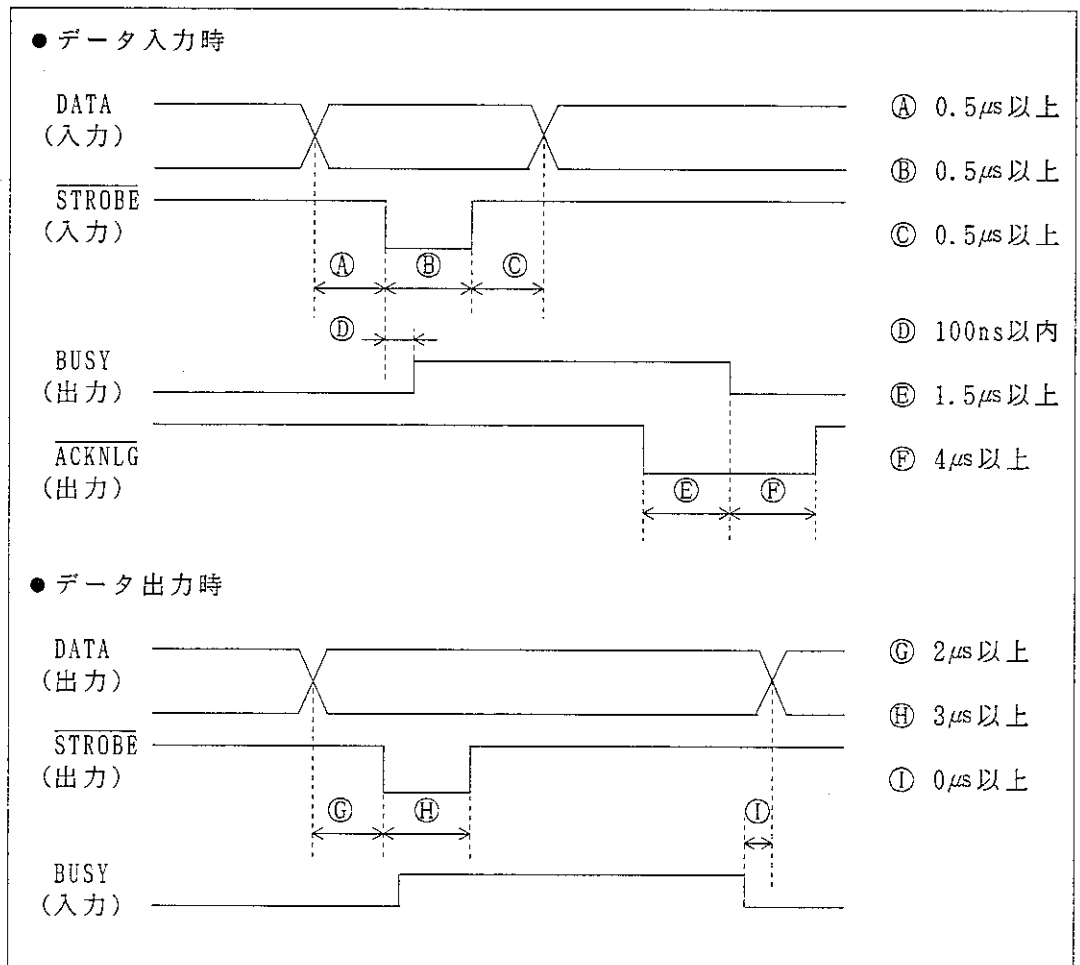 ● データ入力時
DATA
(入力)
Ⓐ 0.5μs以上
Ⓑ 0.5μs以上
STROBE
(入力)
Ⓒ 0.5μs以上
Ⓐ Ⓑ Ⓒ
Ⓓ
Ⓓ 100ns以内
BUSY
(出力)
Ⓔ 1.5μs以上
ACKNLG
(出力)
Ⓕ 4μs以上
Ⓔ Ⓕ
● データ出力時
DATA
(出力)
Ⓖ 2μs以上
Ⓗ 3μs以上
STROBE
(出力)
Ⓘ 0μs以上
Ⓖ Ⓗ Ⓘ
BUSY
(入力)